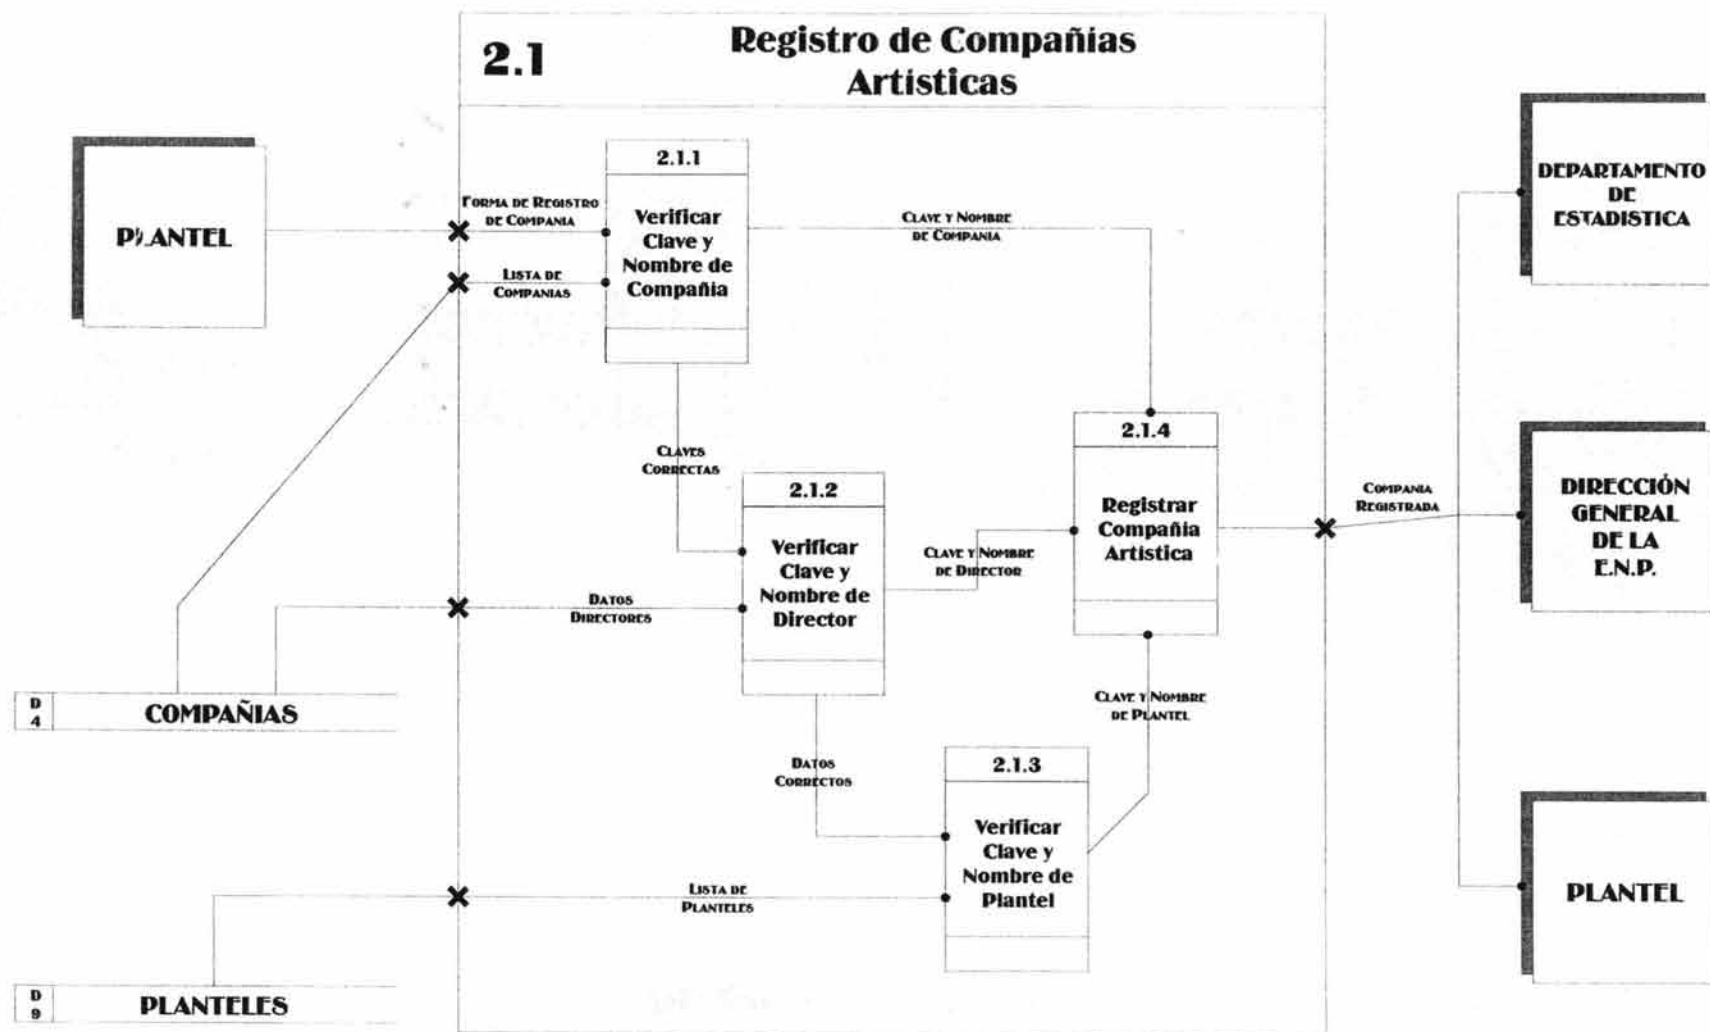 2.1
Registro de Compañias
Artísticas
PLANTEL
FORMA DE REGISTRO
DE COMPANIA
LISTA DE
COMPANIAS
2.1.1
Verificar
Clave y
Nombre de
Compañia
CLAVE Y NOMBRE
DE COMPANIA
DEPARTAMENTO
DE
ESTADISTICA
CLAVES
CORRECTAS
2.1.2
Verificar
Clave y
Nombre de
Director
DATOS
DIRECTORES
CLAVE Y NOMBRE
DE DIRECTOR
2.1.4
Registrar
Compañia
Artistica
COMPANIA
REGISTRADA
DIRECCIÓN
GENERAL
DE LA
E.N.P.
D
4
COMPAÑIAS
CLAVE Y NOMBRE
DE PLANTEL
DATOS
CORRECTOS
2.1.3
Verificar
Clave y
Nombre de
Plantel
LISTA DE
PLANTELES
PLANTEL
D
9
PLANTELES